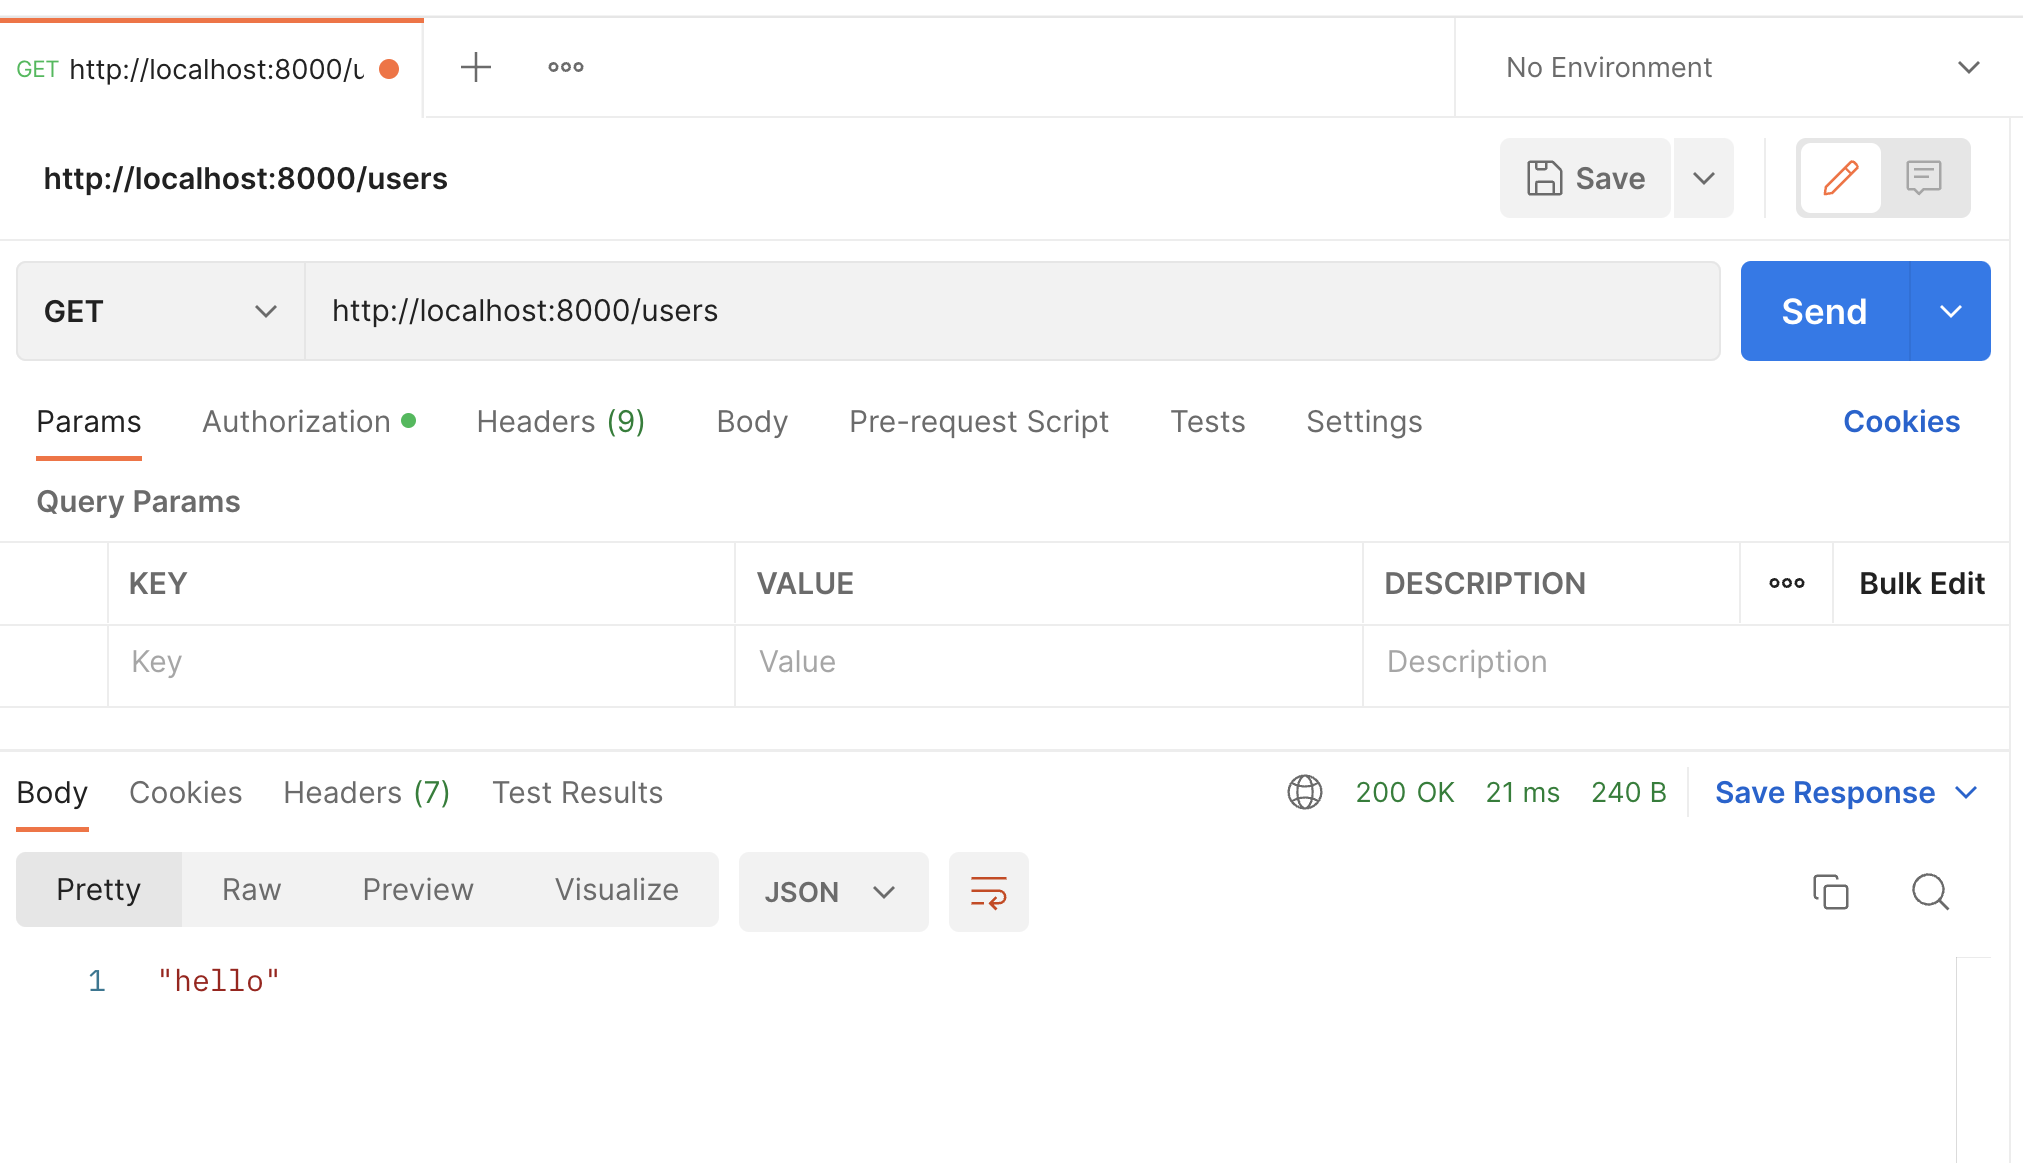 GET http://localhost:8000/u No Environment
http://localhost:8000/users Save
GET http://localhost:8000/users Send
Params Authorization Headers (9) Body Pre-request Script Tests Settings Cookies
Query Params
KEY VALUE DESCRIPTION Bulk Edit
Key Value Description
Body Cookies Headers (7) Test Results 200 OK 21 ms 240 B Save Response
Pretty Raw Preview Visualize JSON
1 "hello"